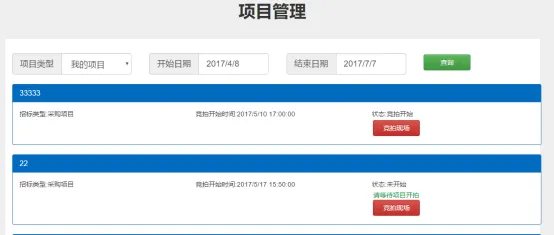 项目管理
项目类型 我的项目 开始日期 2017/4/8 结束日期 2017/7/7 查询
33333
招标类型:采购项目 竞拍开始时间:2017/5/10 17:00:00 状态:竞拍开始
竞拍现场
22
招标类型:采购项目 竞拍开始时间:2017/5/17 15:50:00 状态:未开始
请等待项目开拍
竞拍现场